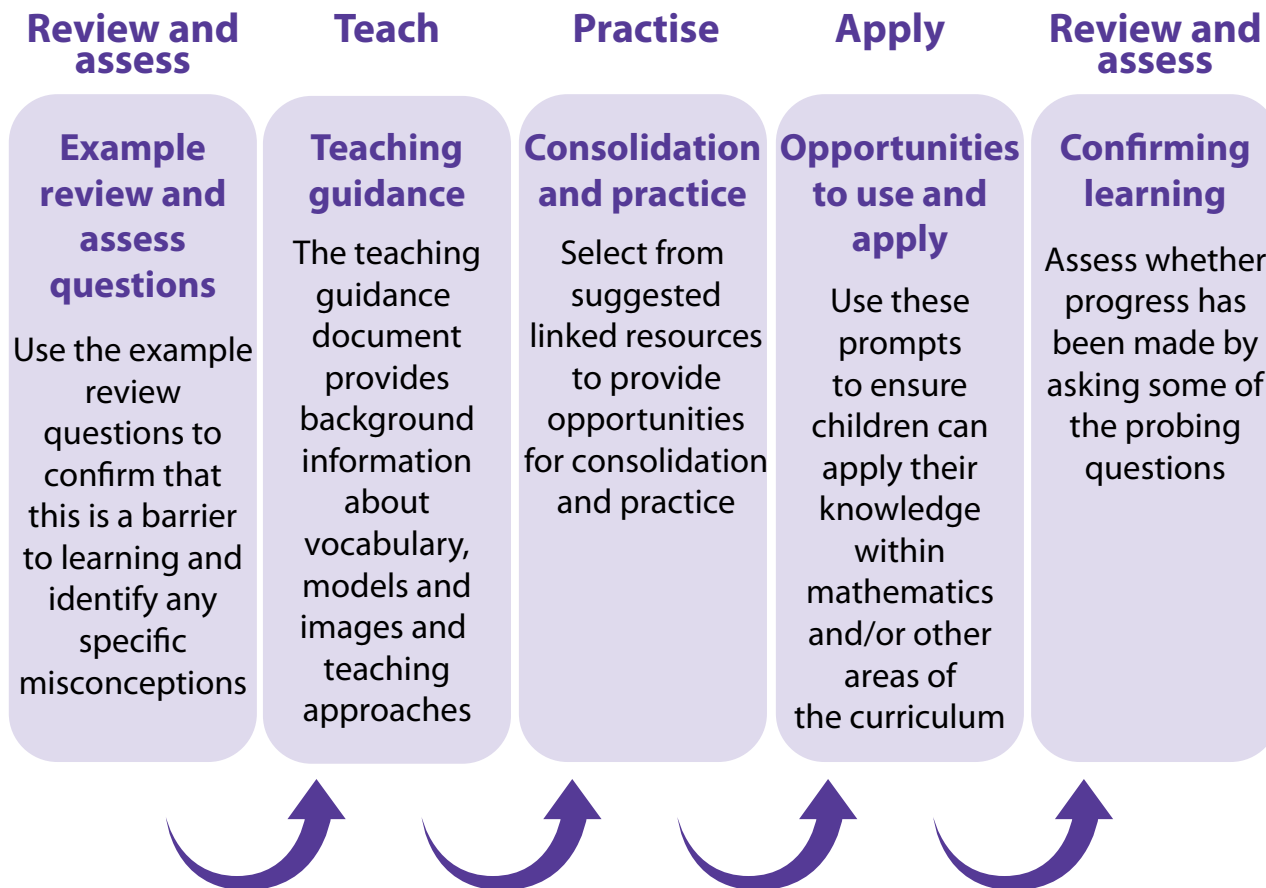 Review and
assess
Example
review and
assess
questions
Use the example
review
questions to
confirm that
this is a barrier
to learning and
identify any
specific
misconceptions
Teach
Teaching
guidance
The teaching
guidance
document
provides
background
information
about
vocabulary,
models and
images and
teaching
approaches
Practise
Consolidation
and practice
Select from
suggested
linked resources
to provide
opportunities
for consolidation
and practice
Apply
Opportunities
to use and
apply
Use these
prompts
to ensure
children can
apply their
knowledge
within
mathematics
and/or other
areas of
the curriculum
Review and
assess
Confirming
learning
Assess whether
progress has
been made by
asking some of
the probing
questions